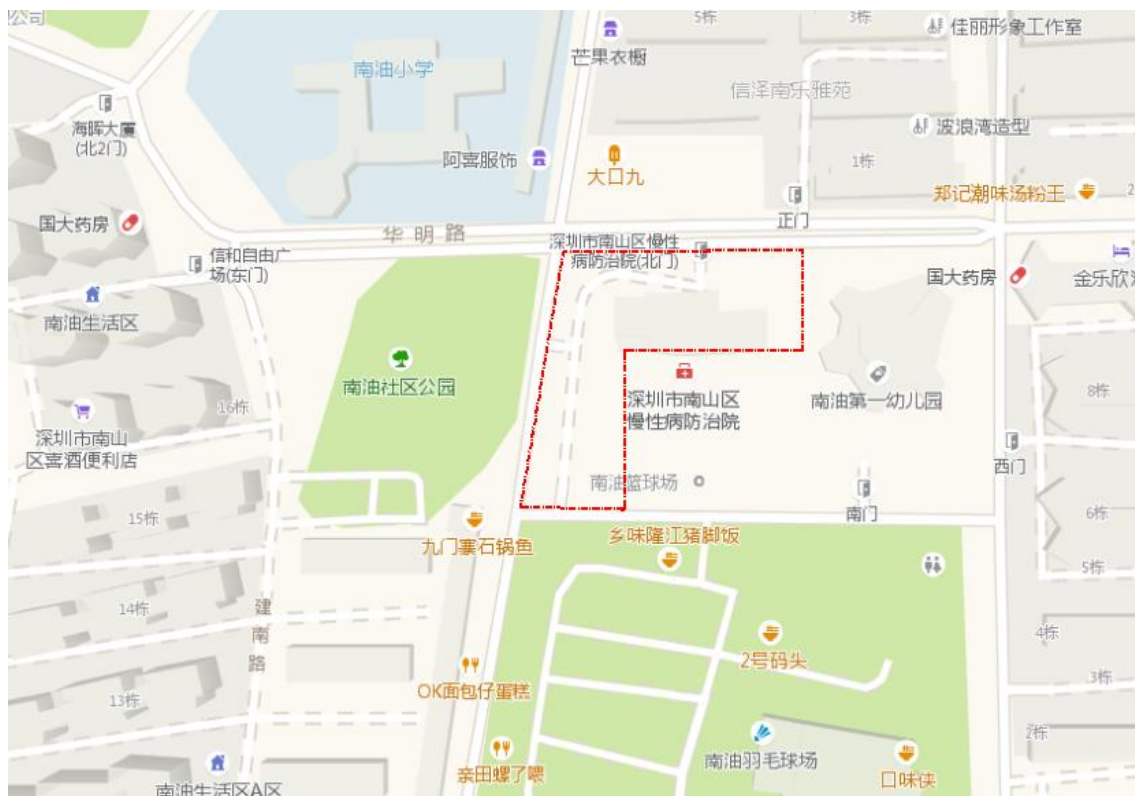 公司
5栋
3栋
佳丽形象工作室
芒果衣橱
南油小学
信泽南乐雅苑
海晖大厦
(北2门)
波浪湾造型
阿喜服饰
1栋
大口九
郑记潮味汤粉王
2
国大药房
正门
华明路
深圳市南山区慢性
病防治院(北门)
信和自由广
场(东门)
国大药房
金乐欣
南油生活区
南油社区公园
8栋
深圳市南山区
慢性病防治院
南油第一幼儿园
16栋
深圳市南山
区喜酒便利店
西门
南油篮球场
南门
15栋
6栋
九门寨石锅鱼
乡味隆江猪脚饭
5栋
14栋
建南路
4栋
2号码头
3栋
OK面包仔蛋糕
13栋
2栋
南油羽毛球场
亲田螺了喂
口味侠
南油生活区A区